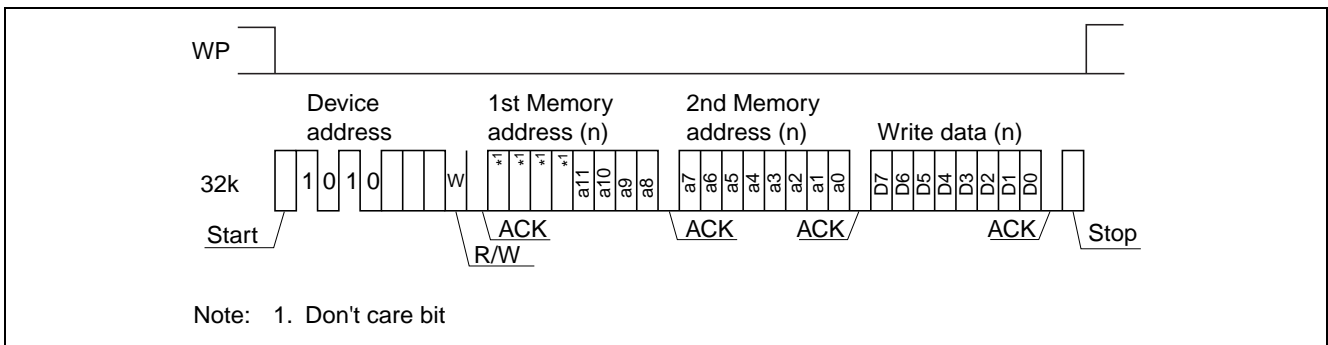 WP
Device address
1st Memory address (n)
2nd Memory address (n)
Write data (n)
32k
1 0 1 0
W
*1 *1 *1 *1 a11 a10 a9 a8
a7 a6 a5 a4 a3 a2 a1 a0
D7 D6 D5 D4 D3 D2 D1 D0
Start
R/W
ACK
ACK
ACK
ACK
Stop
Note: 1. Don't care bit